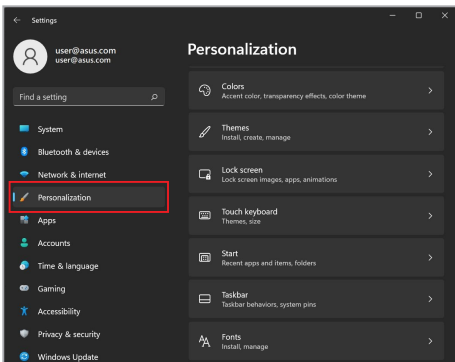 Settings
user@asus.com
user@asus.com
Find a setting
System
Bluetooth & devices
Network & internet
Personalization
Apps
Accounts
Time & language
Gaming
Accessibility
Privacy & security
Windows Update
Personalization
Colors
Accent color, transparency effects, color theme
Themes
Install, create, manage
Lock screen
Lock screen images, apps, animations
Touch keyboard
Themes, size
Start
Recent apps and items, folders
Taskbar
Taskbar behaviors, system pins
Fonts
Install, manage